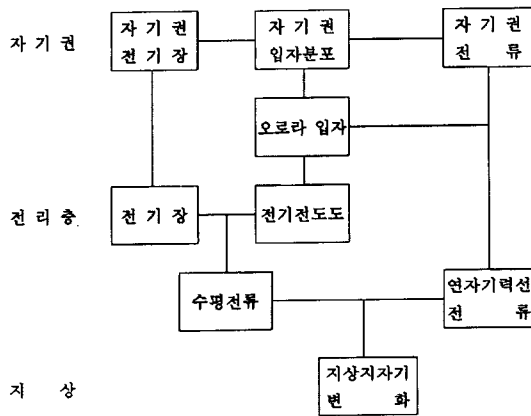 자기권
자 기 권
전 기 장
자 기 권
입자분포
자 기 권
전 류
오로라 입자
전 리 층
전 기 장
전기전도도
수평전류
연자기력선
전 류
지 상
지상지자기
변 화